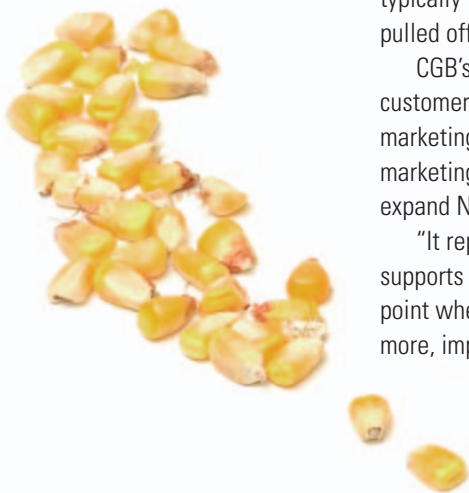 typically
pulled off
CGB's
customer
marketing
marketing
expand N
“It rep
supports
point whe
more, imp